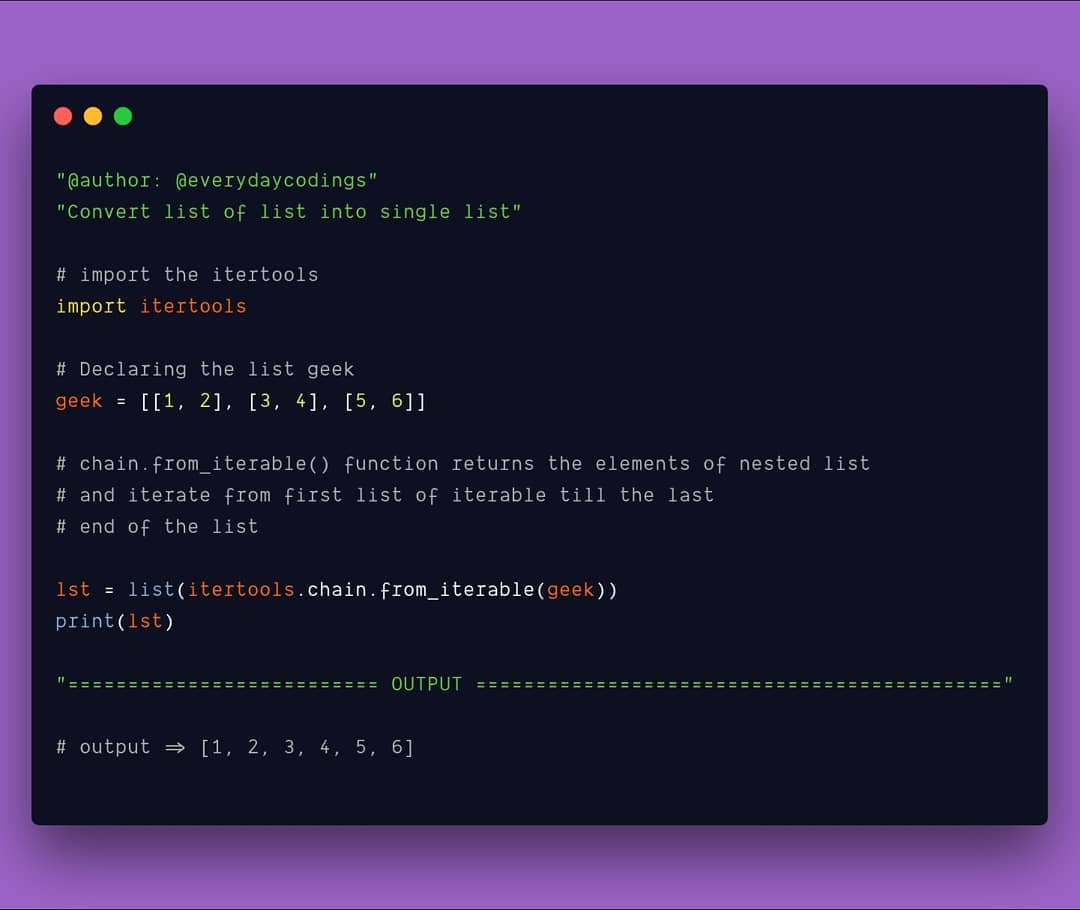 "@author: @everydaycodings"
"Convert list of list into single list"
# import the itertools
import itertools
# Declaring the list geek
geek = [[1, 2], [3, 4], [5, 6]]
# chain.from_iterable() function returns the elements of nested list
# and iterate from first list of iterable till the last
# end of the list
lst = list(itertools.chain.from_iterable(geek))
print(lst)
"========================== OUTPUT ============================================"
# output => [1, 2, 3, 4, 5, 6]